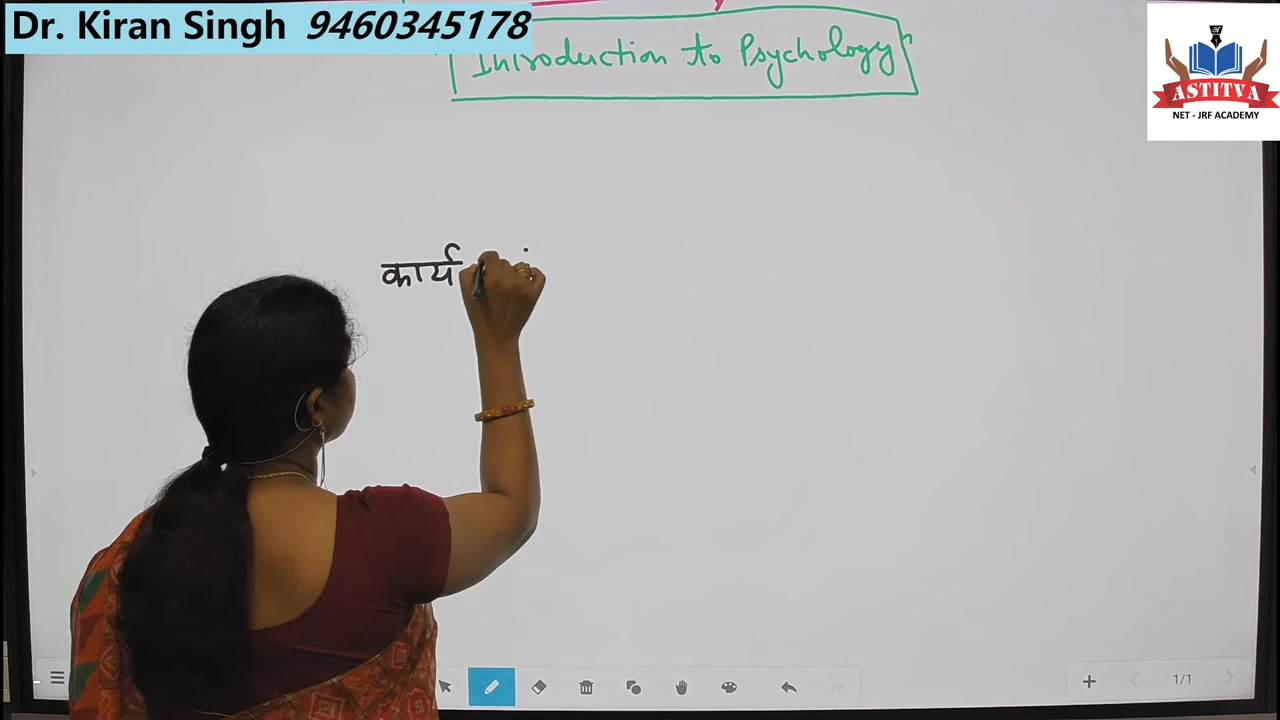 Dr. Kiran Singh 9460345178
Introduction to Psychology
ASTITVA
NET - JRF ACADEMY
कार्य
1/1